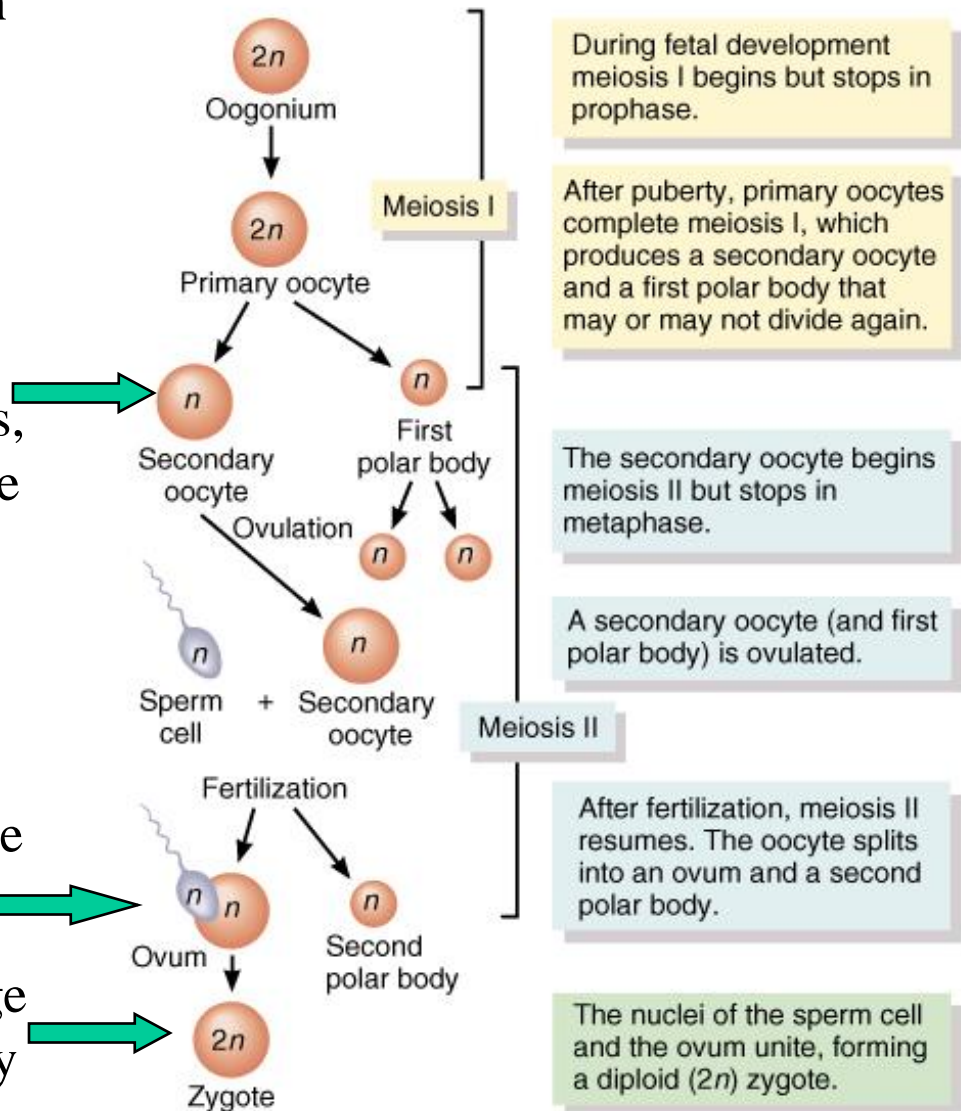 2n
Oogonium
During fetal development
meiosis I begins but stops in
prophase.
Meiosis I
2n
Primary oocyte
After puberty, primary oocytes
complete meiosis I, which
produces a secondary oocyte
and a first polar body that
may or may not divide again.
n
n
Secondary
oocyte
First
polar body
The secondary oocyte begins
meiosis II but stops in
metaphase.
Ovulation
n
n
n
n
Sperm
cell
+
Secondary
oocyte
A secondary oocyte (and first
polar body) is ovulated.
Meiosis II
Fertilization
n
n
n
Ovum
Second
polar body
After fertilization, meiosis II
resumes. The oocyte splits
into an ovum and a second
polar body.
2n
Zygote
The nuclei of the sperm cell
and the ovum unite, forming
a diploid (2n) zygote.